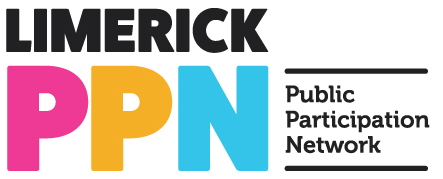 LIMERICK
PPN
Public
Participation
Network